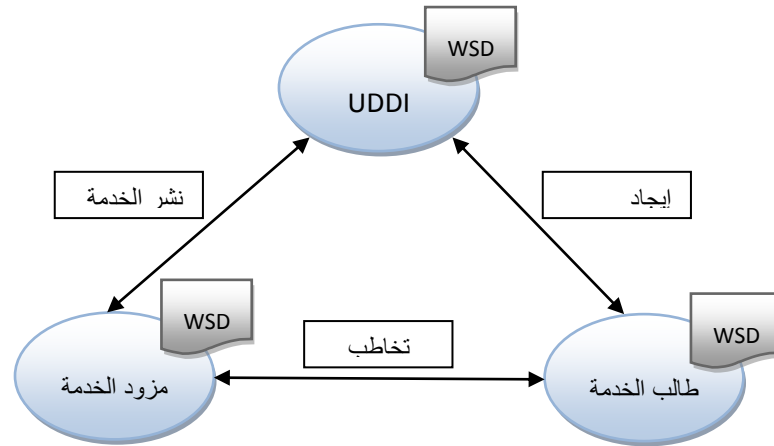 WSD
UDDI
نشر الخدمة
إيجاد
WSD
مزود الخدمة
تخاطب
WSD
طالب الخدمة